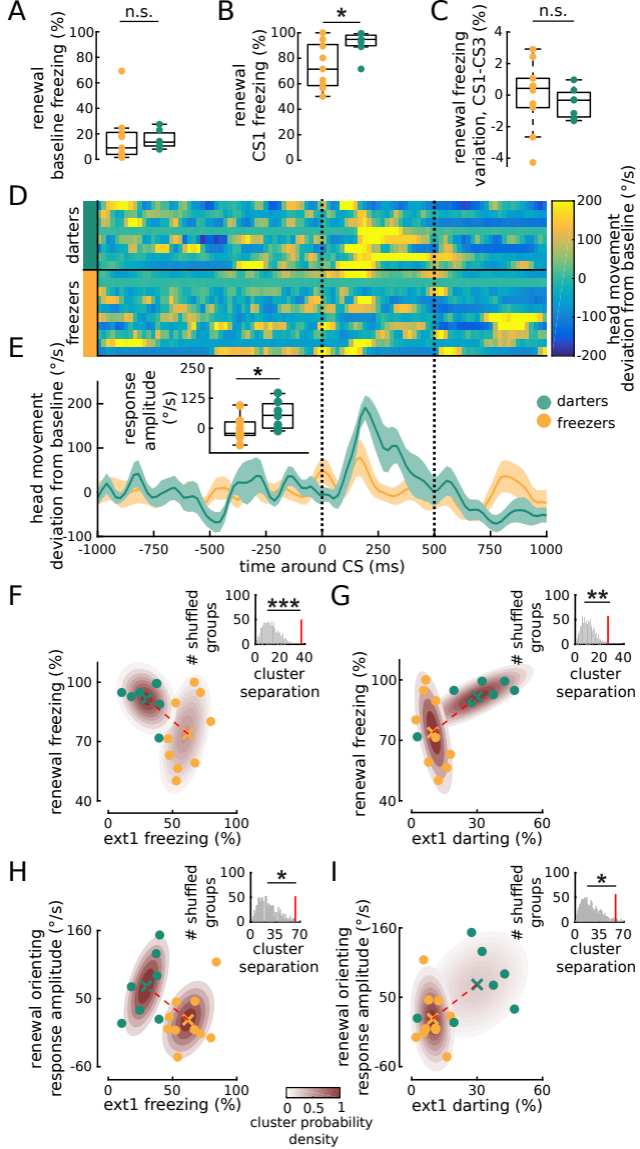 A
n.s.
renewal
baseline freezing (%)
100
80
60
40
20
0
B
*
renewal
CS1 freezing (%)
100
80
60
40
20
0
C
n.s.
renewal freezing
variation, CS1-CS3
4
2
0
-2
-4
D
darters
freezers
200
100
0
-100
-200
head movement
deviation from baseline (°/s)
E
head movement
deviation from baseline (°/s)
200
100
0
-100
response
amplitude
(°/s)
100
0
*
darters
freezers
-1000 -750 -500 -250 0 250 500 750 1000
time around CS (ms)
F
# shuffled
groups
100
50
0
***
0 20 40
cluster
separation
renewal freezing (%)
100
70
40
0 50 100
ext1 freezing (%)
G
# shuffled
groups
100
50
0
**
0 20 40
cluster
separation
renewal freezing (%)
100
70
40
0 30 60
ext1 darting (%)
H
# shuffled
groups
100
50
0
*
0 35 70
cluster
separation
renewal orienting
response amplitude (°/s)
160
50
-60
0 50 100
ext1 freezing (%)
I
# shuffled
groups
100
50
0
*
0 35 70
cluster
separation
renewal orienting
response amplitude (°/s)
160
50
-60
0 30 60
ext1 darting (%)
0 0.5 1
cluster probability
density